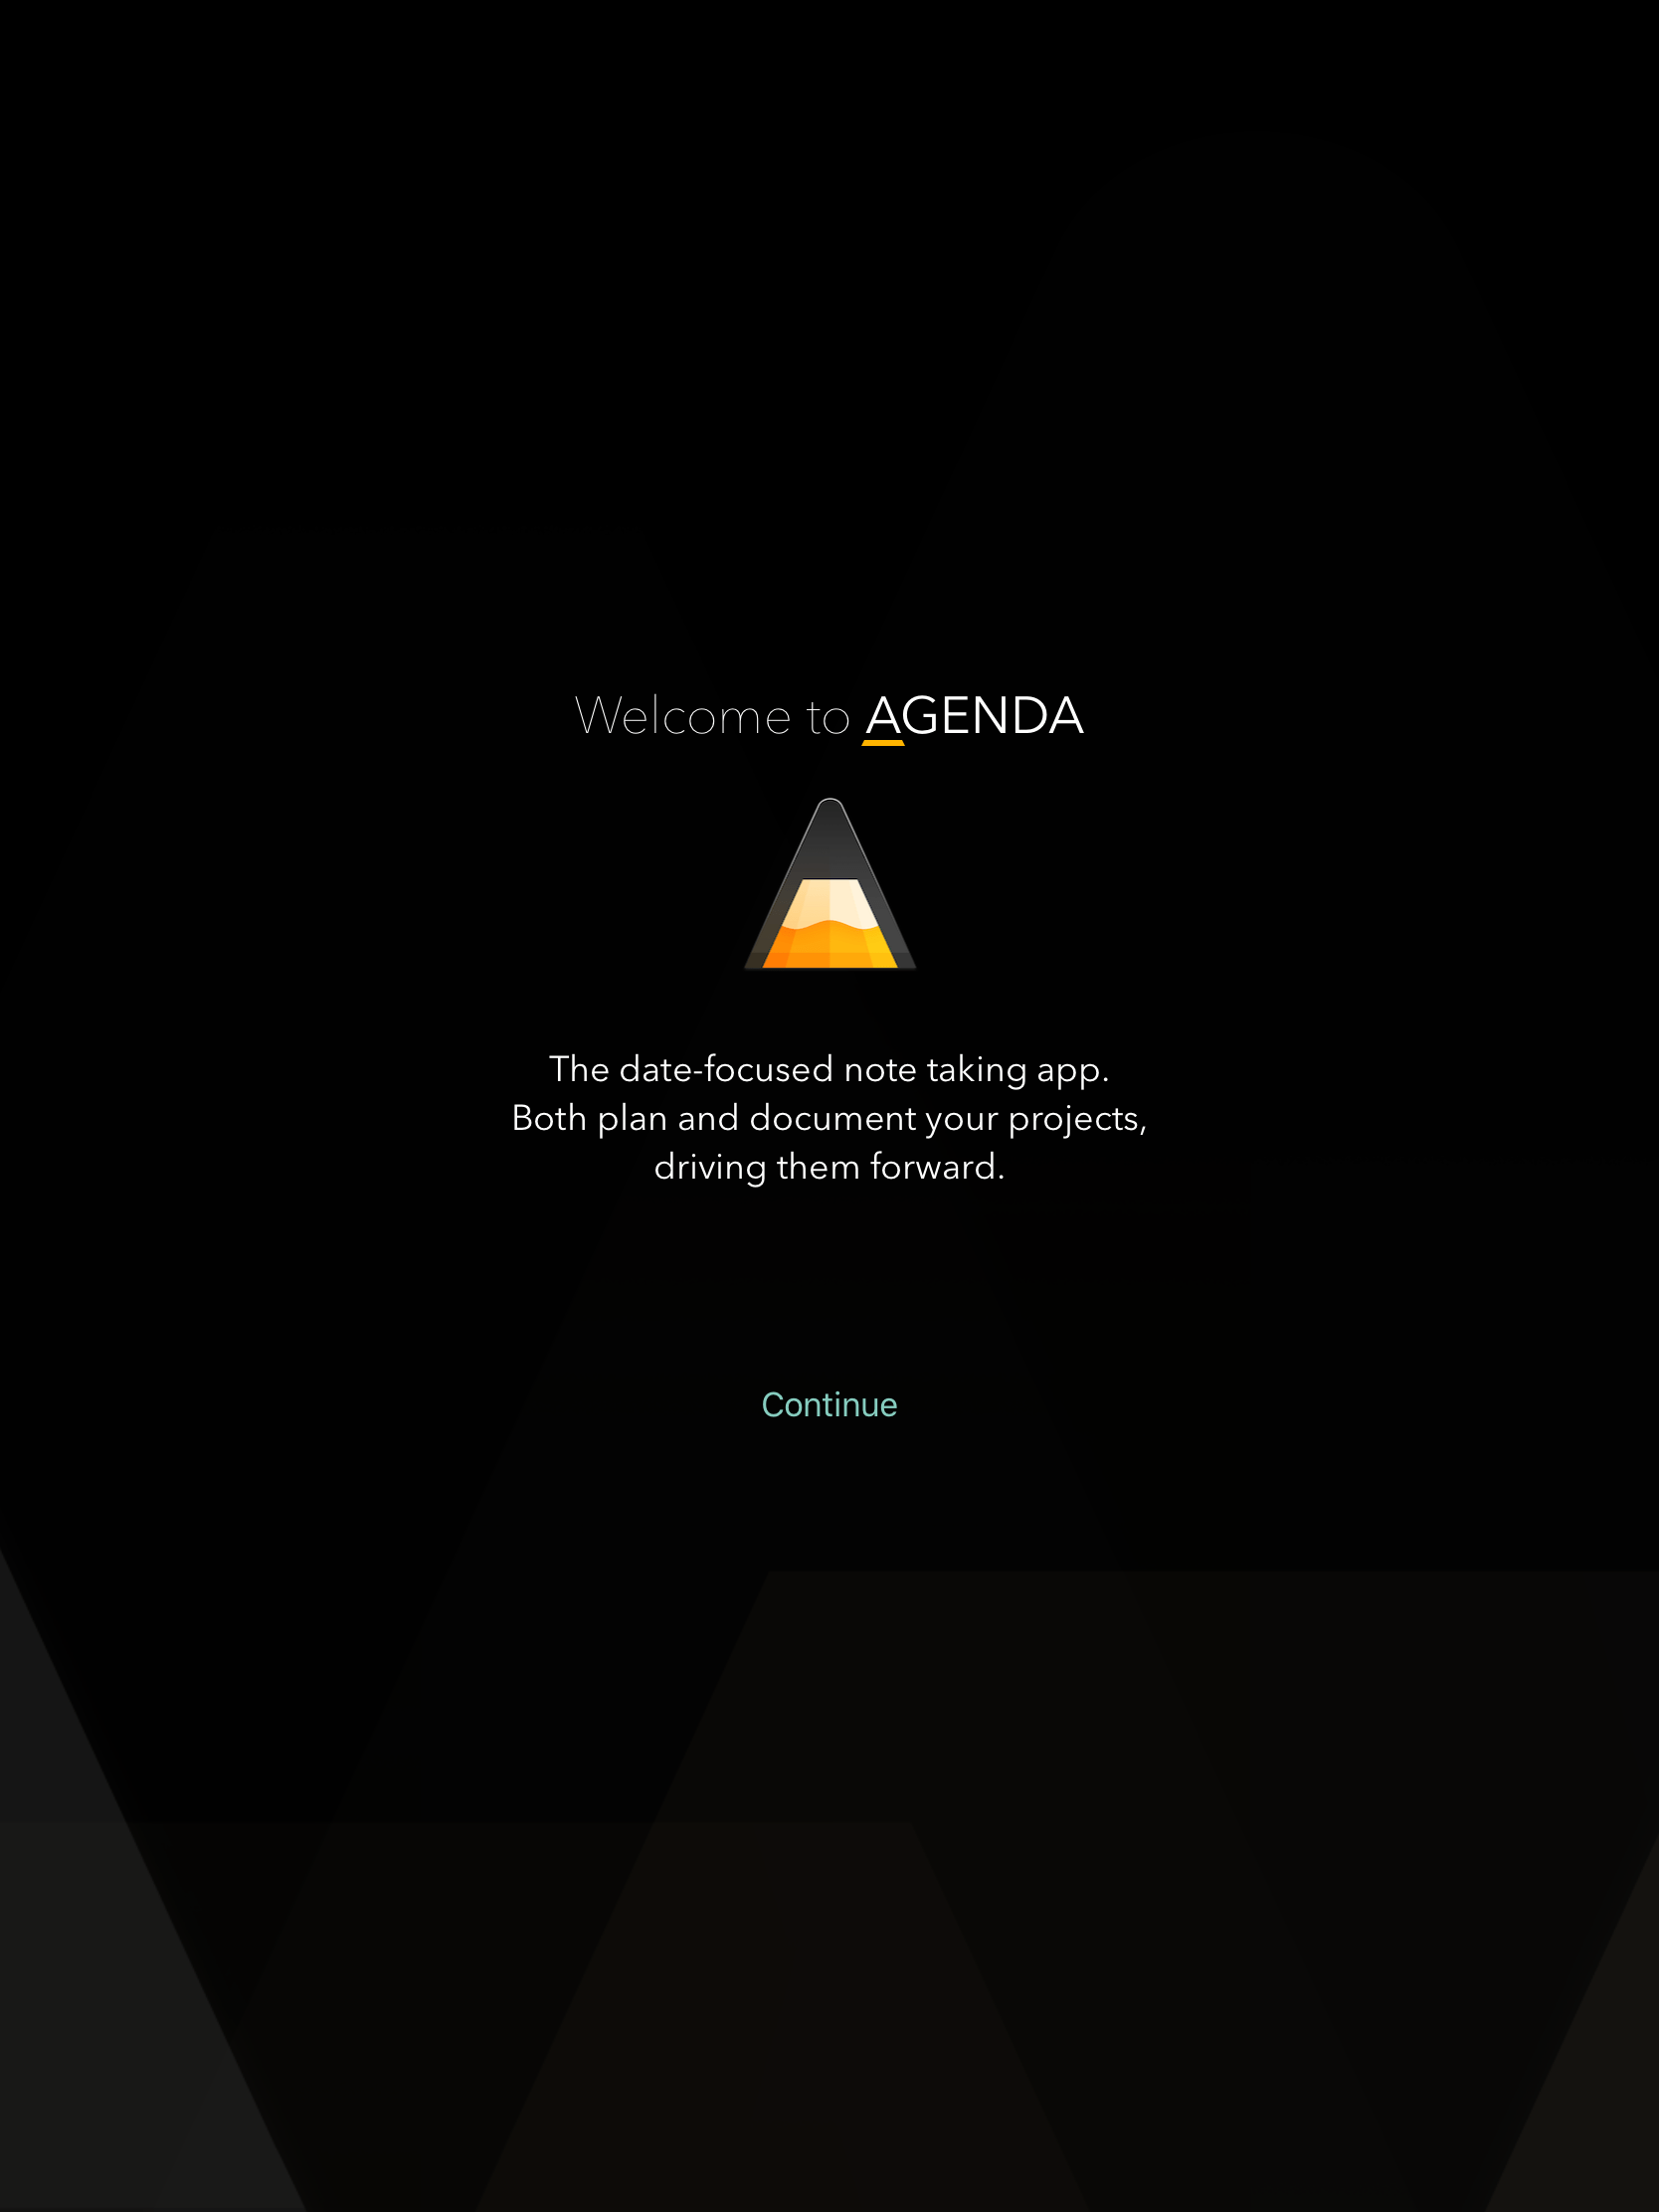 Welcome to AGENDA
The date-focused note taking app.
Both plan and document your projects,
driving them forward.
Continue